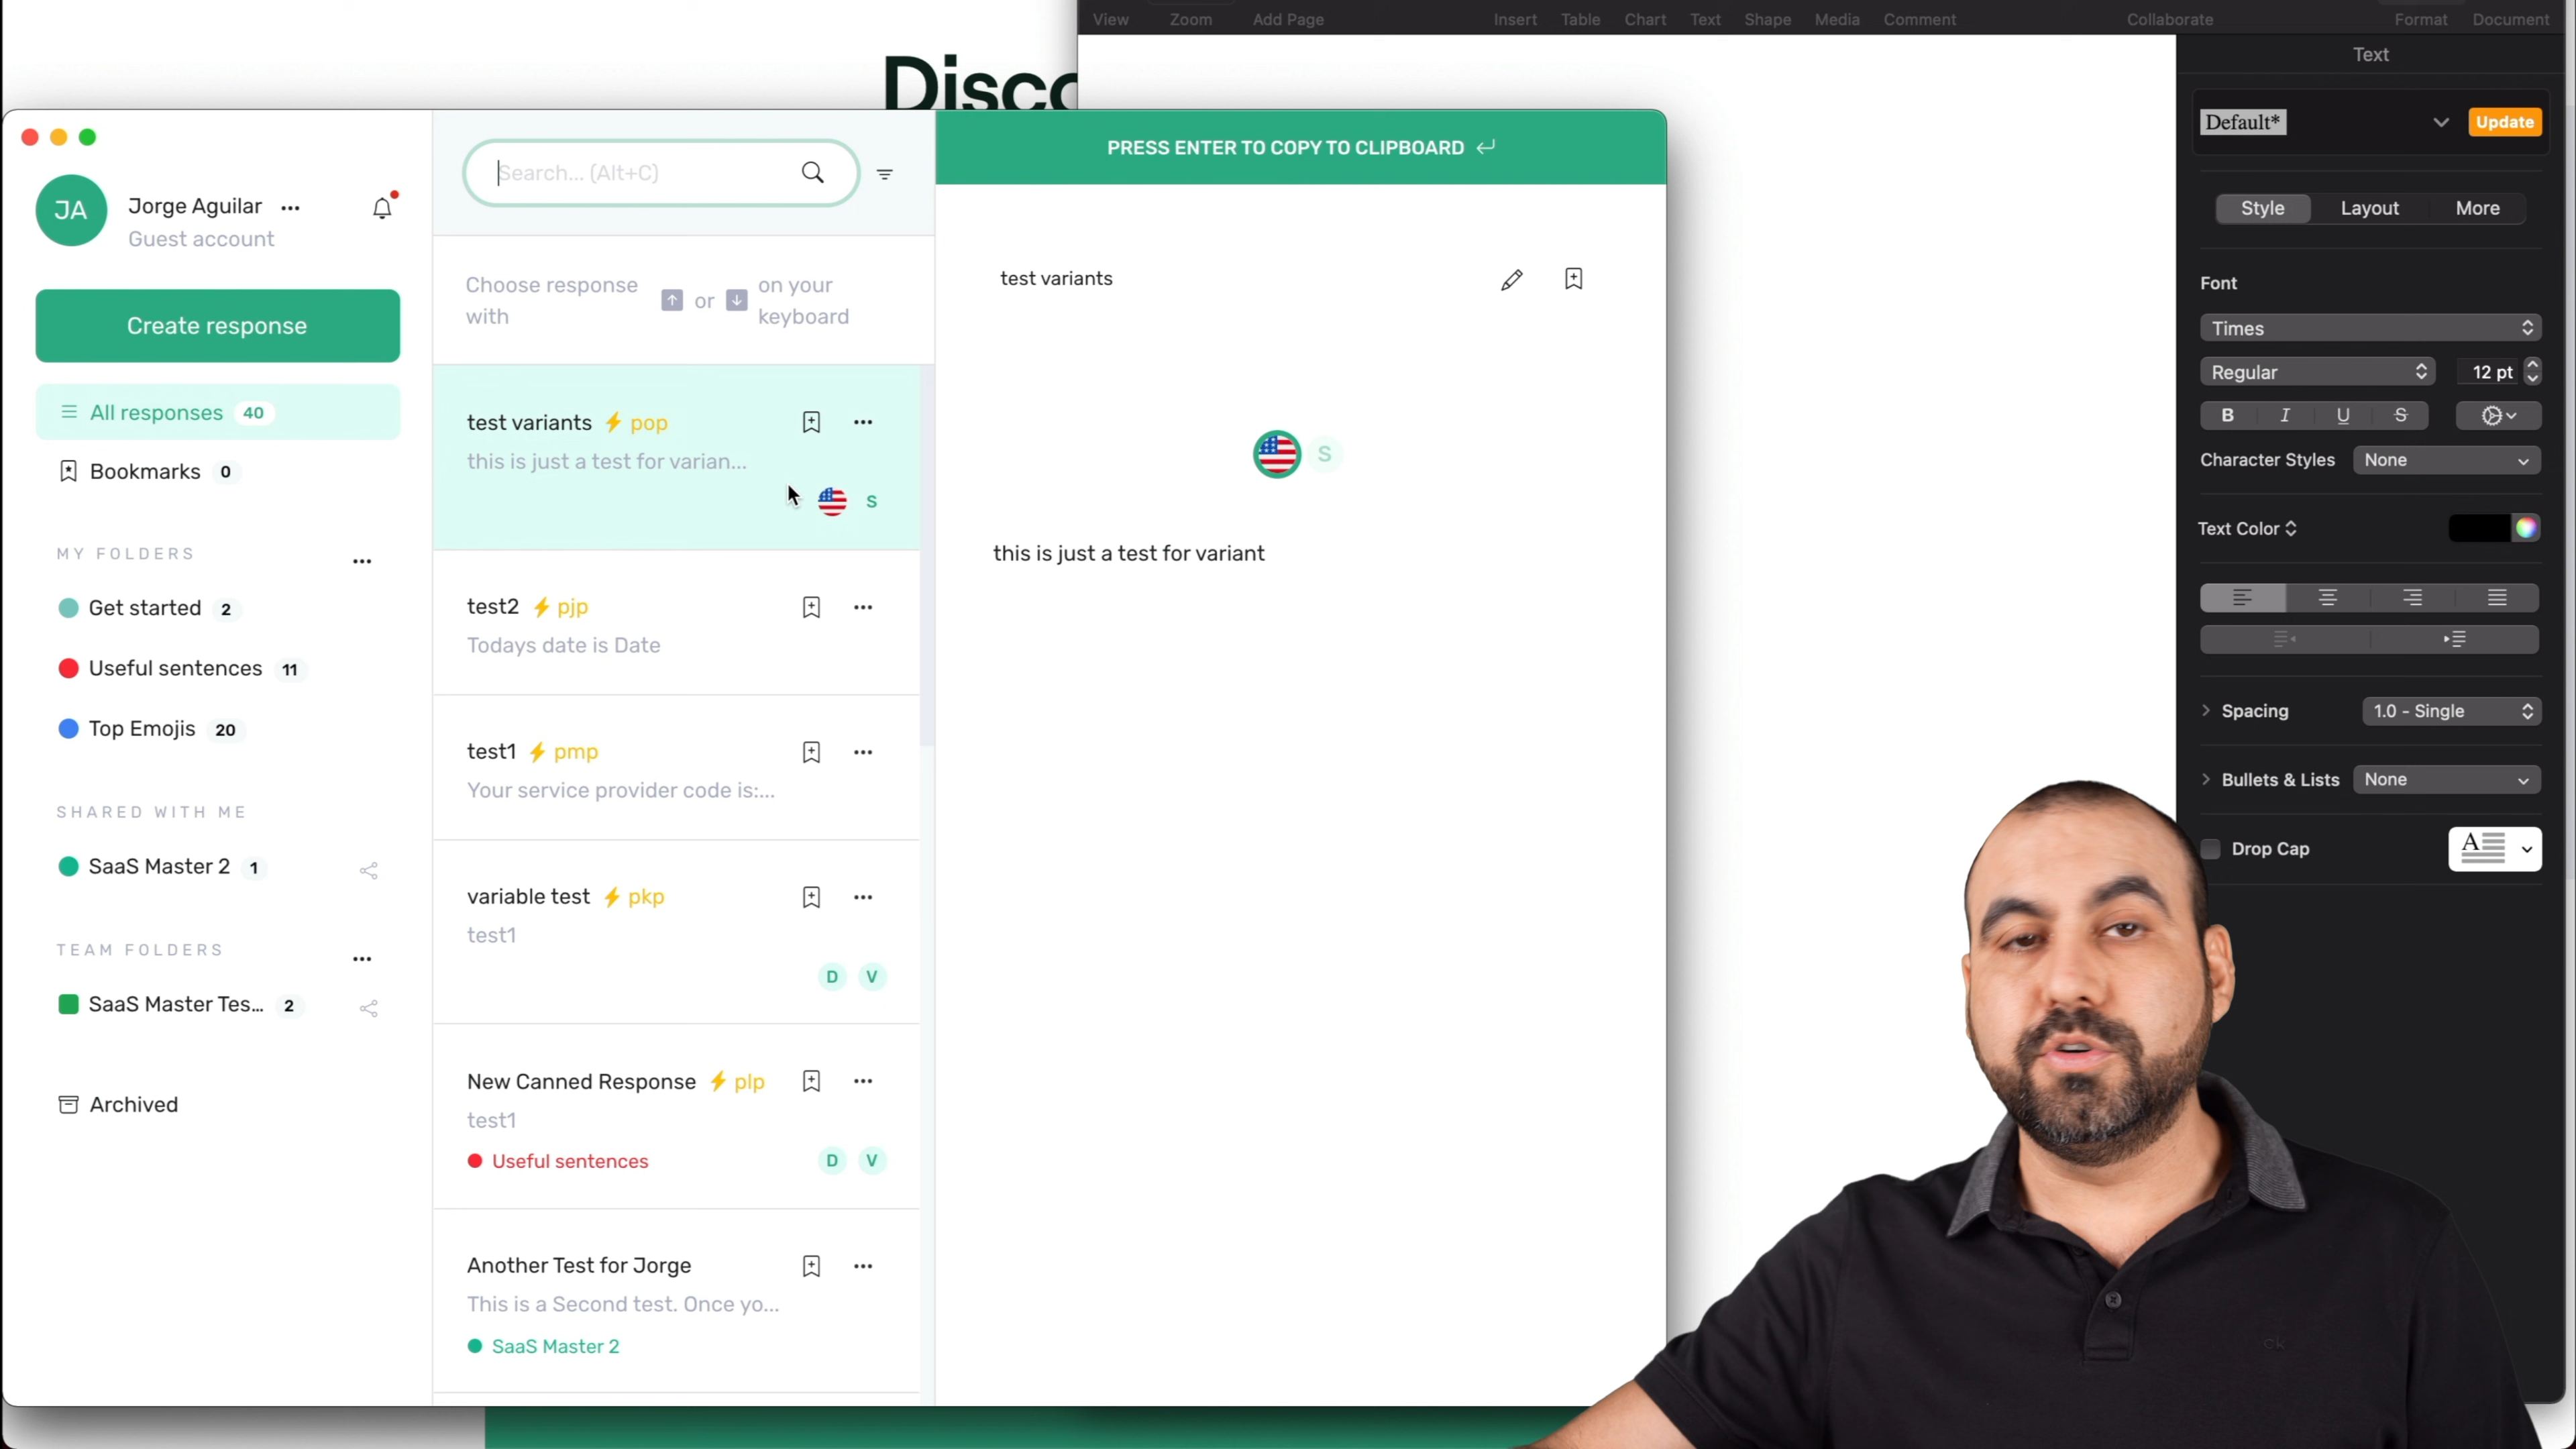 View Zoom Add Page Insert Table Chart Text Shape Media Comment Collaborate Format Document
Disco
JA
Jorge Aguilar
Guest account
Create response
All responses 40
Bookmarks 0
MY FOLDERS
Get started 2
Useful sentences 11
Top Emojis 20
SHARED WITH ME
SaaS Master 2 1
TEAM FOLDERS
SaaS Master Tes... 2
Archived
Search... (Alt+C)
Choose response with ↑ or ↓ on your keyboard
test variants pop
this is just a test for varian...
S
test2 pjp
Todays date is Date
test1 pmp
Your service provider code is:...
variable test pkp
test1
D V
New Canned Response plp
test1
Useful sentences D V
Another Test for Jorge
This is a Second test. Once yo...
SaaS Master 2
PRESS ENTER TO COPY TO CLIPBOARD
test variants
S
this is just a test for variant
Text
Default* Update
Style Layout More
Font
Times
Regular 12 pt
B I U S
Character Styles None
Text Color
Spacing 1.0 - Single
Bullets & Lists None
Drop Cap A
ck